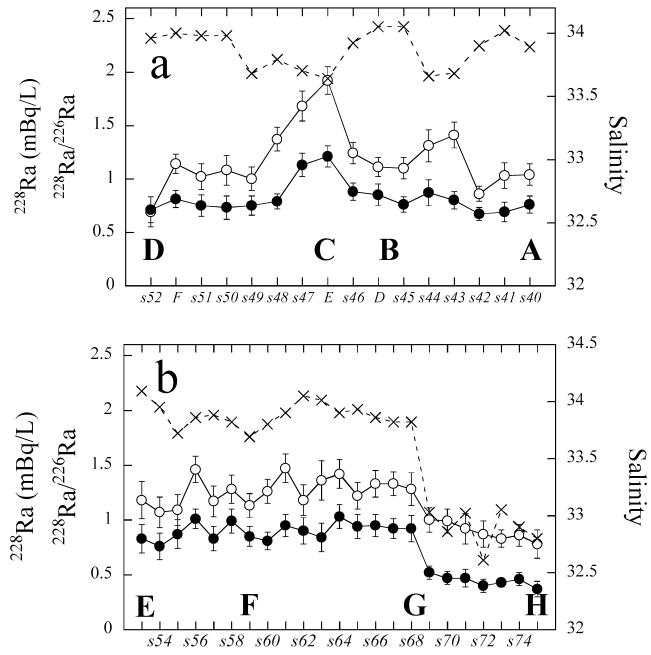 a
2.5
2
1.5
1
0.5
0
34
33.5
33
32.5
32
²²⁸Ra (mBq/L)
²²⁸Ra/²²⁶Ra
Salinity
D C B A
s52 F s51 s50 s49 s48 s47 E s46 D s45 s44 s43 s42 s41 s40
b
2.5
2
1.5
1
0.5
0
34.5
34
33.5
33
32.5
32
²²⁸Ra (mBq/L)
²²⁸Ra/²²⁶Ra
Salinity
E F G H
s54 s56 s58 s60 s62 s64 s66 s68 s70 s72 s74